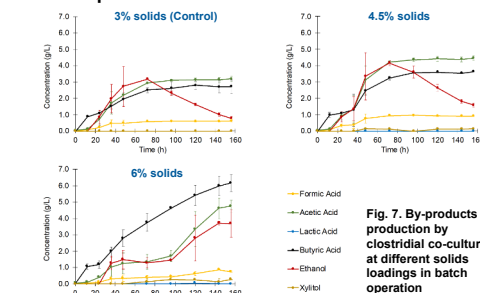 3% solids (Control)
7.0
6.0
5.0
4.0
3.0
2.0
1.0
0.0
Concentration (g/L)
0 20 40 60 80 100 120 140 160
Time (h)
4.5% solids
7.0
6.0
5.0
4.0
3.0
2.0
1.0
0.0
Concentration (g/L)
0 20 40 60 80 100 120 140
Time (h)
6% solids
7.0
6.0
5.0
4.0
3.0
2.0
1.0
0.0
Concentration (g/L)
0 20 40 60 80 100 120 140 160
Formic Acid
Acetic Acid
Lactic Acid
Butyric Acid
Ethanol
Xylitol
Fig. 7. By-products
production by
clostridial co-cultur
at different solids
loadings in batch
operation